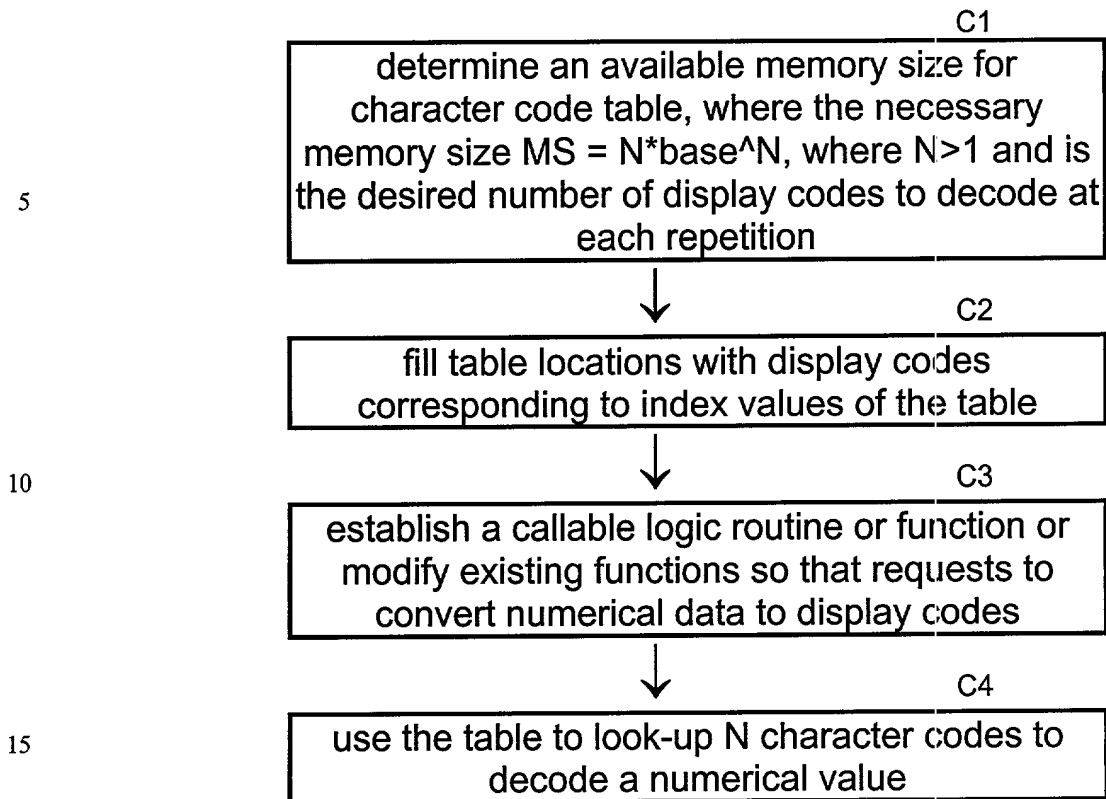 C1
determine an available memory size for
character code table, where the necessary
memory size MS = N*base^N, where N>1 and is
5
the desired number of display codes to decode at
each repetition
C2
fill table locations with display codes
corresponding to index values of the table
10
C3
establish a callable logic routine or function or
modify existing functions so that requests to
convert numerical data to display codes
C4
15
use the table to look-up N character codes to
decode a numerical value